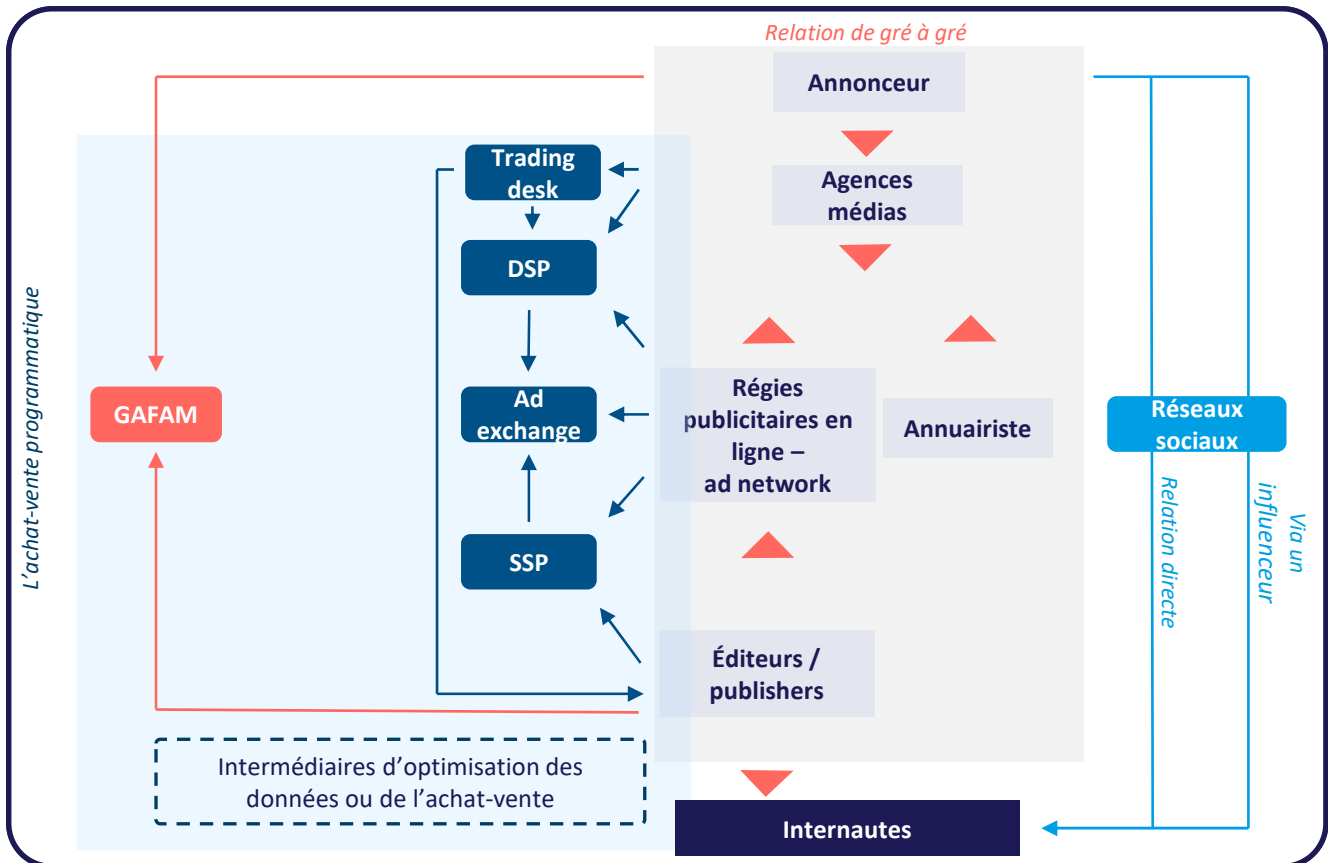 Relation de gré à gré
Annonceur
Trading
desk
Agences
médias
DSP
L'achat-vente programmatique
GAFAM
Ad
exchange
Régies
publicitaires en
ligne –
ad network
Annuairiste
Réseaux
sociaux
Relation directe
Via un
influenceur
SSP
Éditeurs /
publishers
Intermédiaires d'optimisation des
données ou de l'achat-vente
Internautes